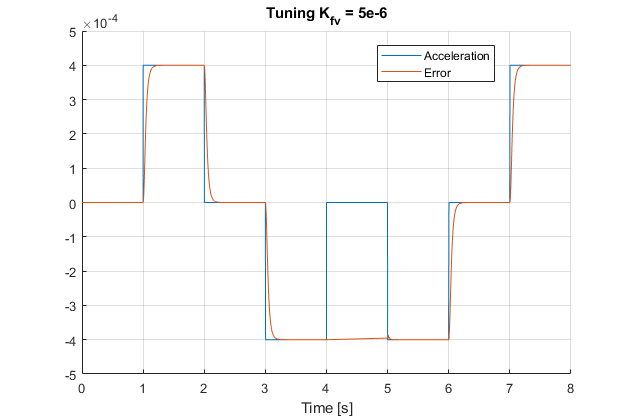 Tuning K_fv = 5e-6
×10^-4
Acceleration
Error
5
4
3
2
1
0
-1
-2
-3
-4
-5
0 1 2 3 4 5 6 7 8
Time [s]